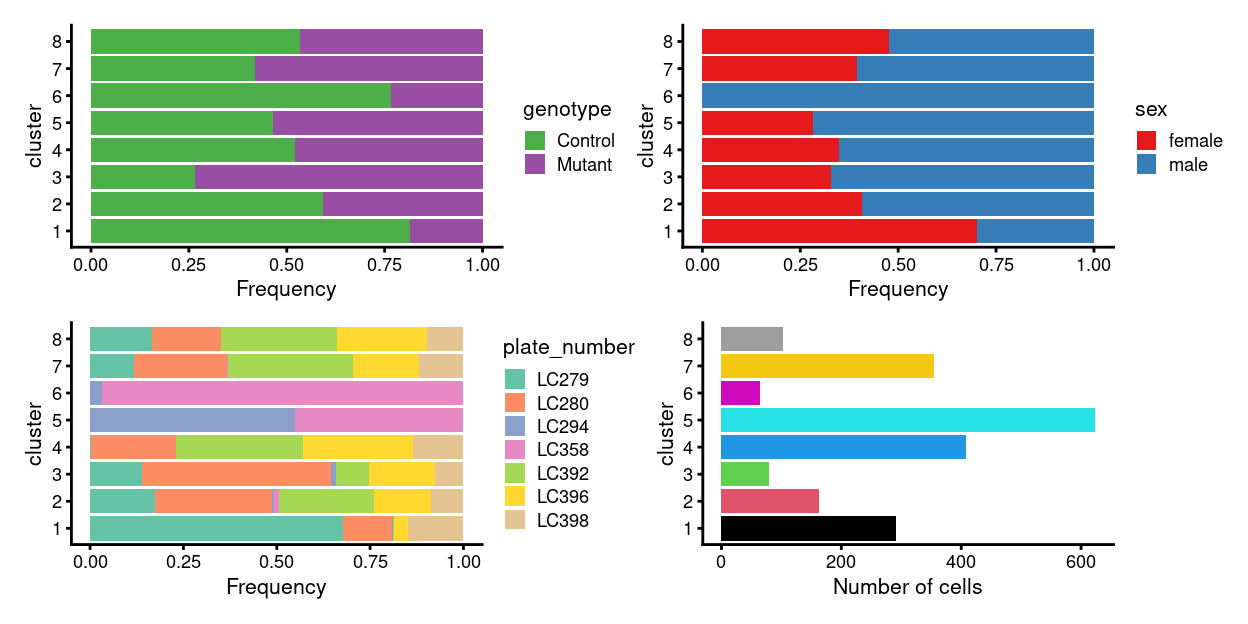 cluster
8
7
6
5
4
3
2
1
0.00 0.25 0.50 0.75 1.00
Frequency
genotype
Control
Mutant
cluster
8
7
6
5
4
3
2
1
0.00 0.25 0.50 0.75 1.00
Frequency
sex
female
male
cluster
8
7
6
5
4
3
2
1
0.00 0.25 0.50 0.75 1.00
Frequency
plate_number
LC279
LC280
LC294
LC358
LC392
LC396
LC398
cluster
8
7
6
5
4
3
2
1
0 200 400 600
Number of cells